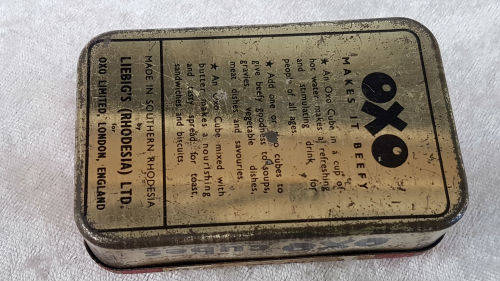 OXO
MAKES IT BEEFY
★ An Oxo Cube in a cup of
hot water makes a refreshing
and stimulating drink for
people of all ages.
★ Add one or two cubes to
give beefy goodness to soups,
gravies, vegetable dishes,
meat dishes and savouries.
★ An Oxo Cube mixed with
butter makes a nourishing
and tasty spread for toast,
sandwiches and biscuits.
MADE IN SOUTHERN RHODESIA
by
LIEBIG'S (RHODESIA) LTD.
for
OXO LIMITED, LONDON, ENGLAND
OXO CUBES